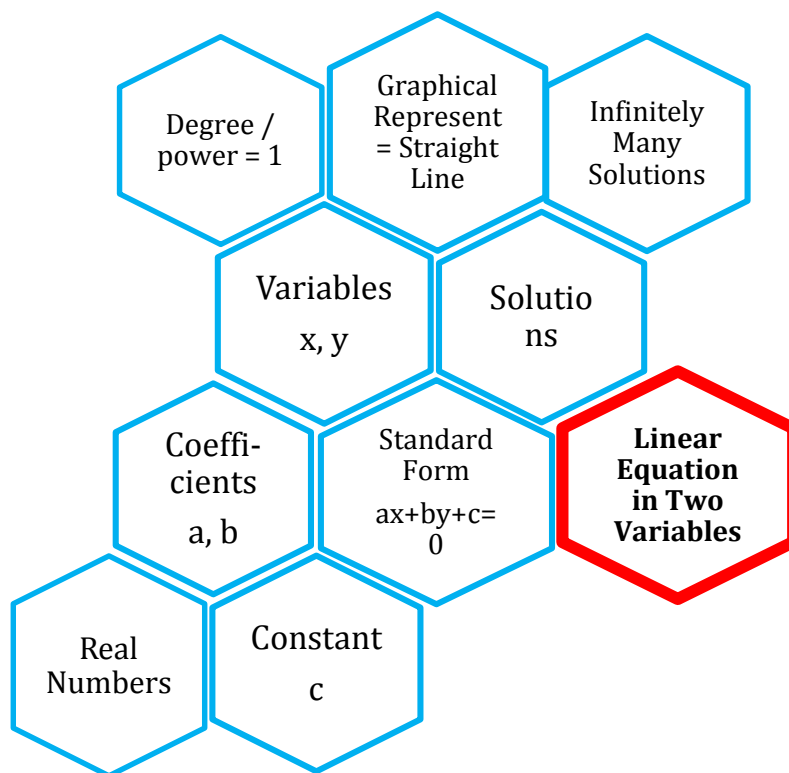 Degree /
power = 1
Graphical
Represent
= Straight
Line
Infinitely
Many
Solutions
Variables
x, y
Solutio
ns
Coeffi-
cients
a, b
Standard
Form
ax+by+c=
0
Linear
Equation
in Two
Variables
Real
Numbers
Constant
c